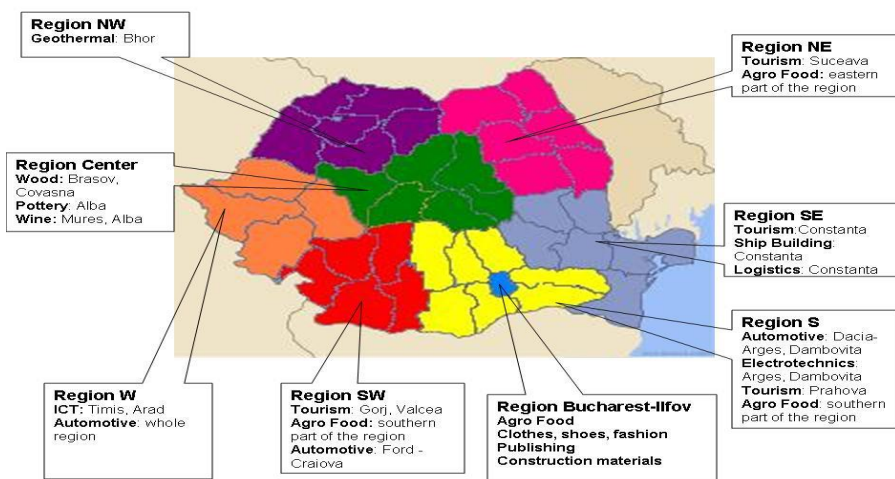 Region NW
Geothermal: Bhor
Region NE
Tourism: Suceava
Agro Food: eastern
part of the region
Region Center
Wood: Brasov,
Covasna
Pottery: Alba
Wine: Mures, Alba
Region SE
Tourism:Constanta
Ship Building:
Constanta
Logistics: Constanta
Region S
Automotive: Dacia-
Arges, Dambovita
Electrotechnics:
Arges, Dambovita
Tourism: Prahova
Agro Food: southern
part of the region
Region W
ICT: Timis, Arad
Automotive: whole
region
Region SW
Tourism: Gorj, Valcea
Agro Food: southern
part of the region
Automotive: Ford -
Craiova
Region Bucharest-Ilfov
Agro Food
Clothes, shoes, fashion
Publishing
Construction materials